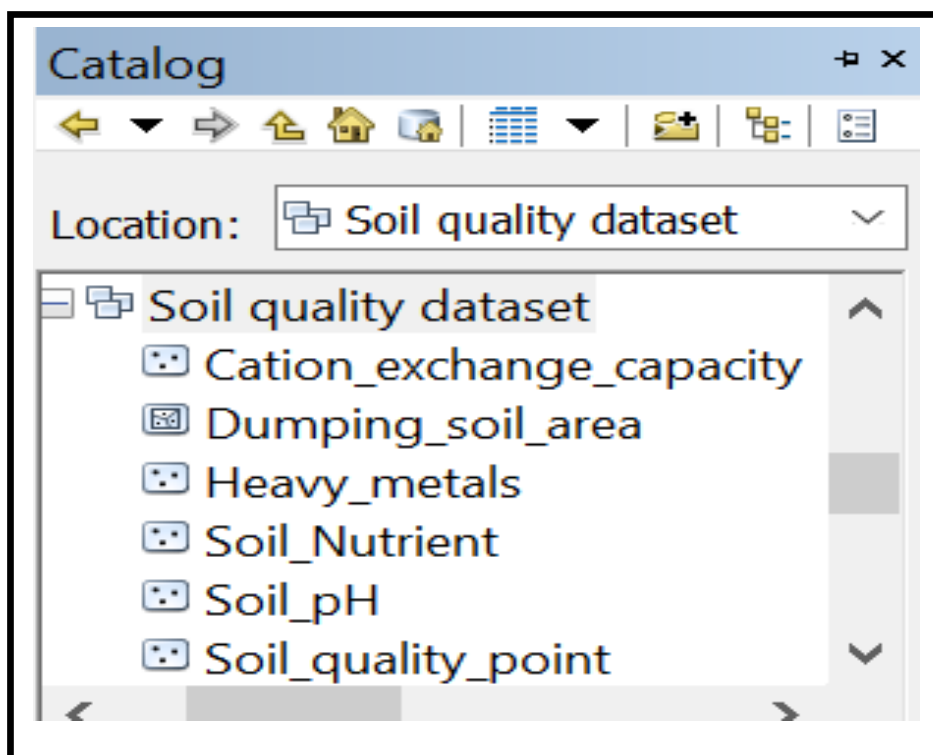 Catalog
Location: Soil quality dataset
Soil quality dataset
Cation_exchange_capacity
Dumping_soil_area
Heavy_metals
Soil_Nutrient
Soil_pH
Soil_quality_point